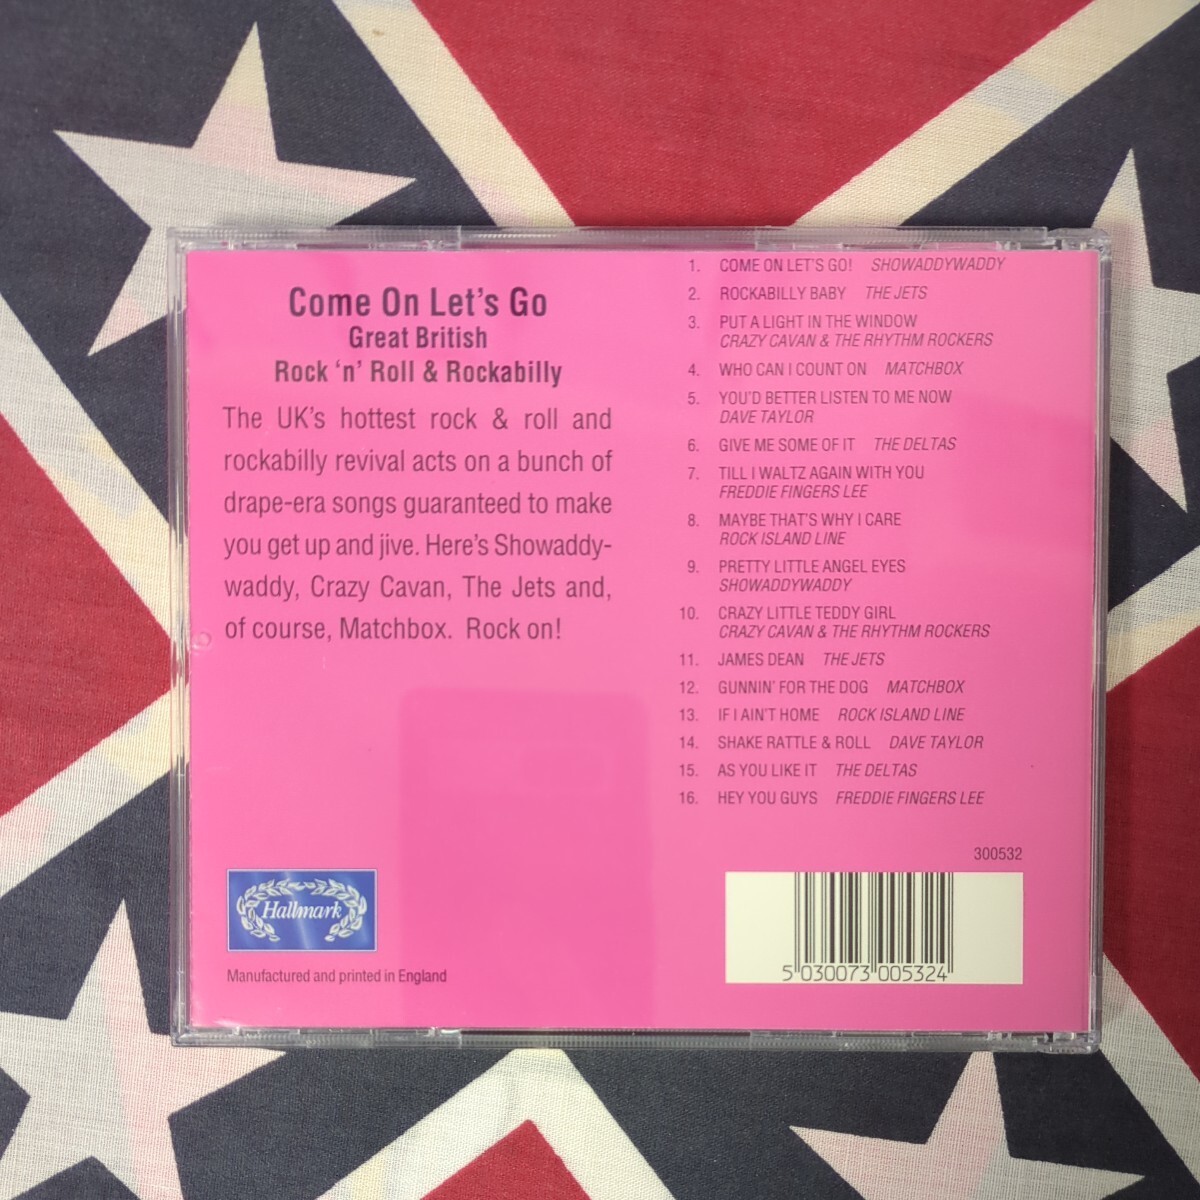 Come On Let's Go
Great British
Rock 'n' Roll & Rockabilly
The UK's hottest rock & roll and
rockabilly revival acts on a bunch of
drape-era songs guaranteed to make
you get up and jive. Here's Showaddy-
waddy, Crazy Cavan, The Jets and,
of course, Matchbox. Rock on!
1. COME ON LET'S GO! SHOWADDYWADDY
2. ROCKABILLY BABY THE JETS
3. PUT A LIGHT IN THE WINDOW
CRAZY CAVAN & THE RHYTHM ROCKERS
4. WHO CAN I COUNT ON MATCHBOX
5. YOU'D BETTER LISTEN TO ME NOW
DAVE TAYLOR
6. GIVE ME SOME OF IT THE DELTAS
7. TILL I WALTZ AGAIN WITH YOU
FREDDIE FINGERS LEE
8. MAYBE THAT'S WHY I CARE
ROCK ISLAND LINE
9. PRETTY LITTLE ANGEL EYES
SHOWADDYWADDY
10. CRAZY LITTLE TEDDY GIRL
CRAZY CAVAN & THE RHYTHM ROCKERS
11. JAMES DEAN THE JETS
12. GUNNIN' FOR THE DOG MATCHBOX
13. IF I AIN'T HOME ROCK ISLAND LINE
14. SHAKE RATTLE & ROLL DAVE TAYLOR
15. AS YOU LIKE IT THE DELTAS
16. HEY YOU GUYS FREDDIE FINGERS LEE
300532
5 030073 005324
Hallmark
Manufactured and printed in England